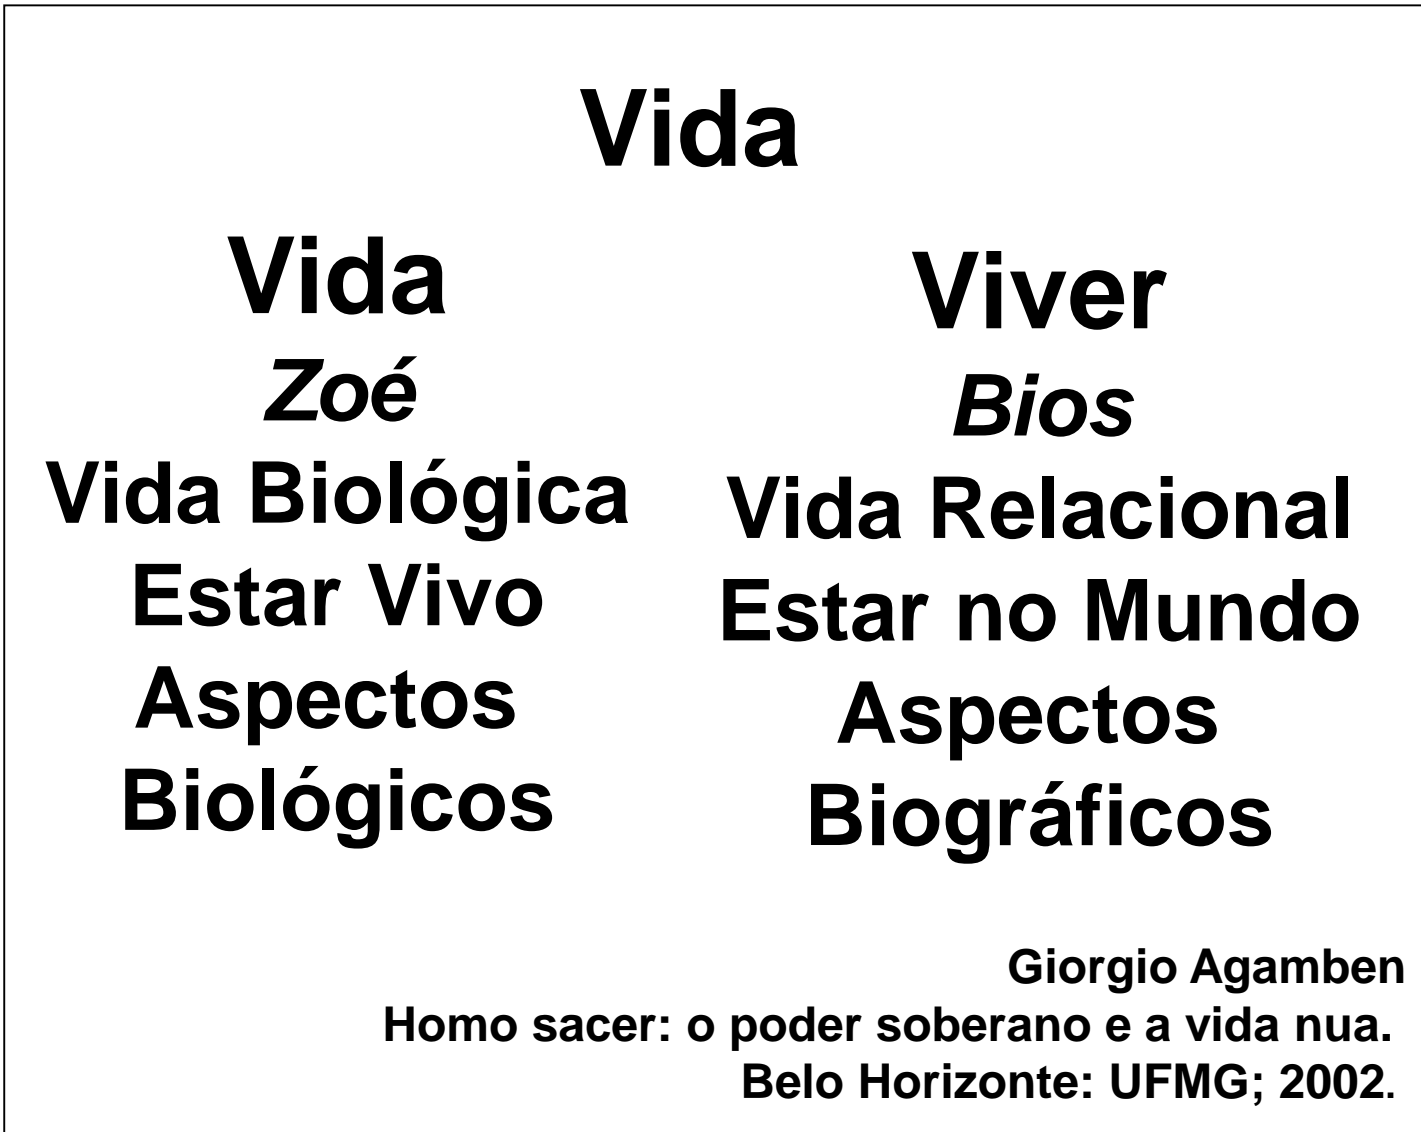 Vida
Vida
Zoé
Vida Biológica
Estar Vivo
Aspectos
Biológicos
Viver
Bios
Vida Relacional
Estar no Mundo
Aspectos
Biográficos
Giorgio Agamben
Homo sacer: o poder soberano e a vida nua.
Belo Horizonte: UFMG; 2002.